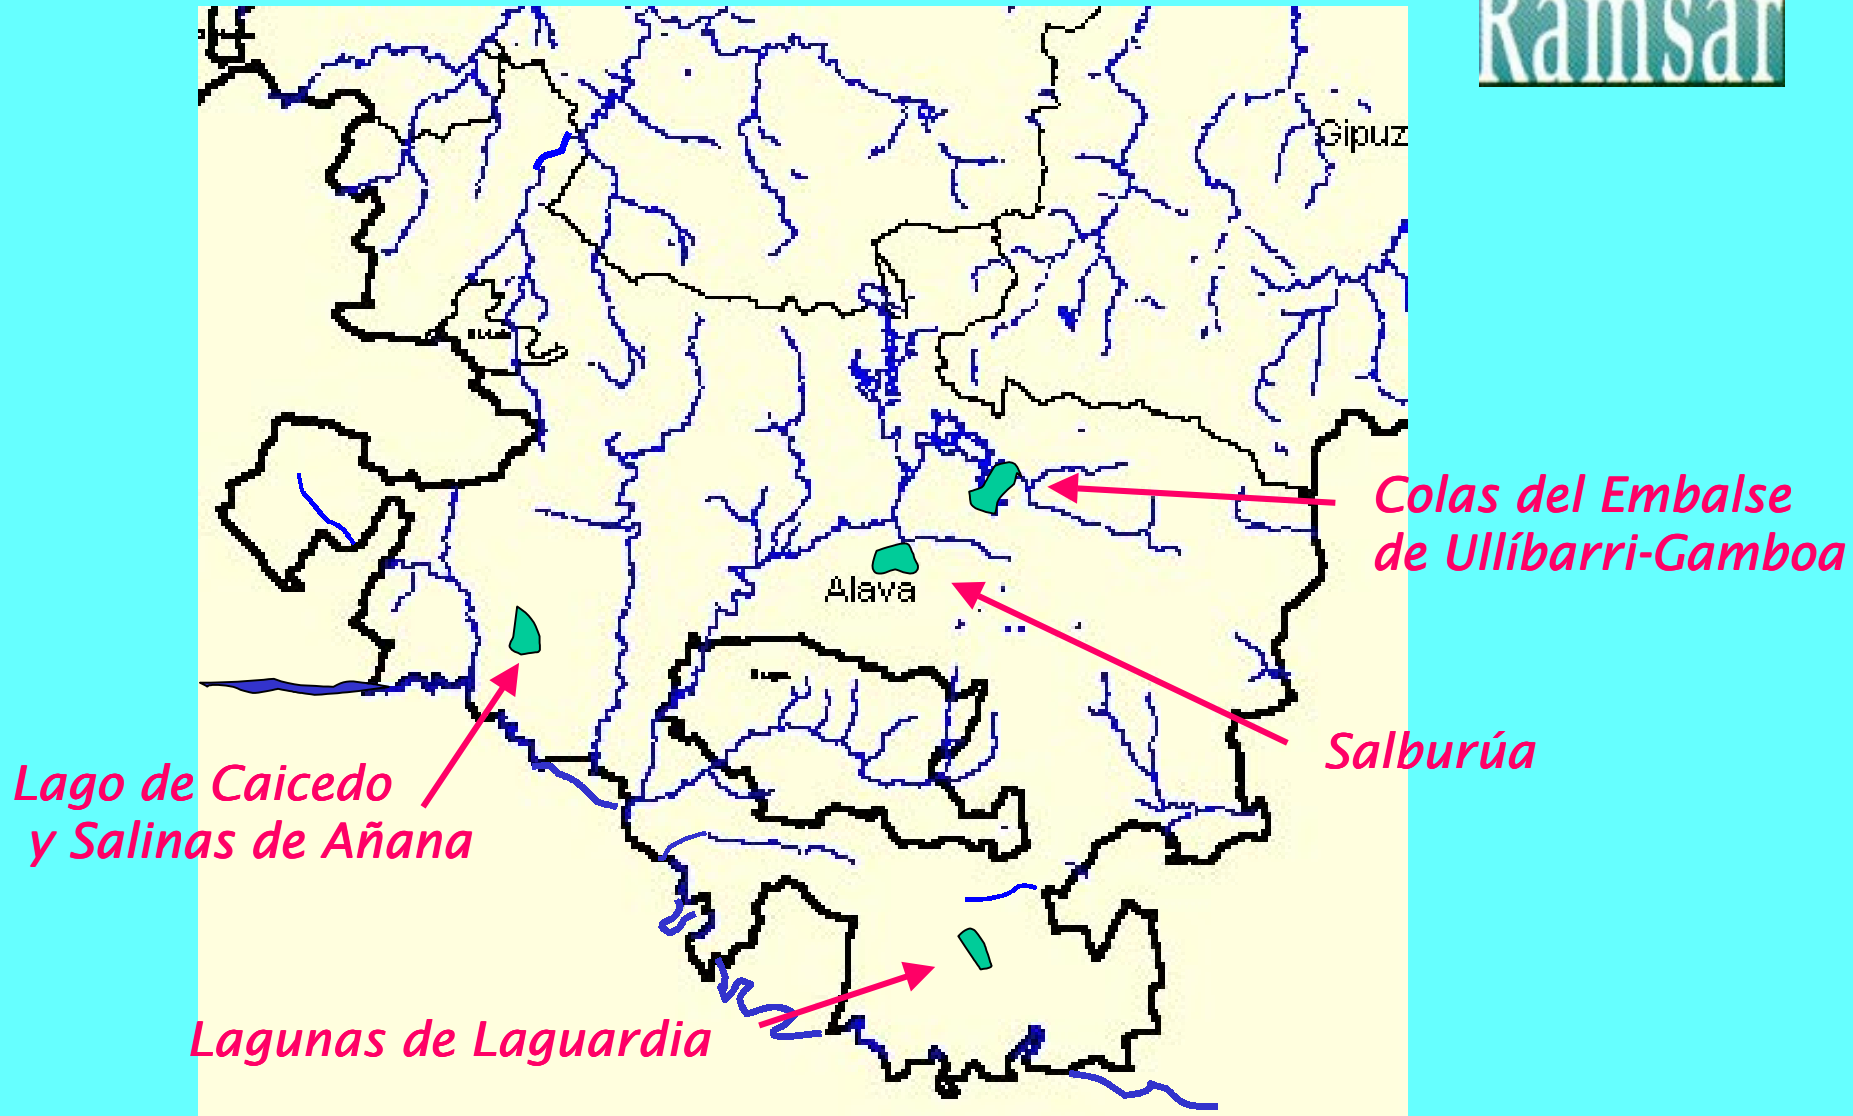 Ramsar
Gipuz
Colas del Embalse
de Ullíbarri-Gamboa
Alava
Salburúa
Lago de Caicedo
y Salinas de Añana
Lagunas de Laguardia